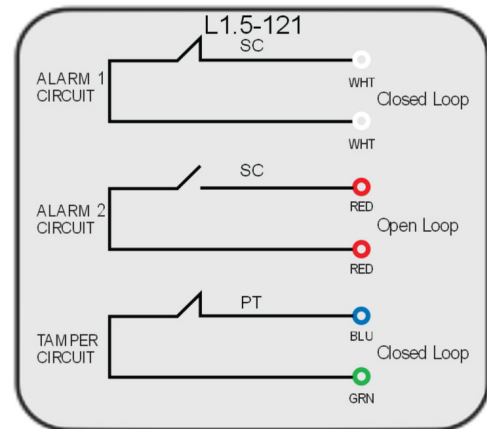 L1.5-121
SC
ALARM 1
CIRCUIT
WHT
Closed Loop
WHT
SC
ALARM 2
CIRCUIT
RED
Open Loop
RED
PT
TAMPER
CIRCUIT
BLU
Closed Loop
GRN